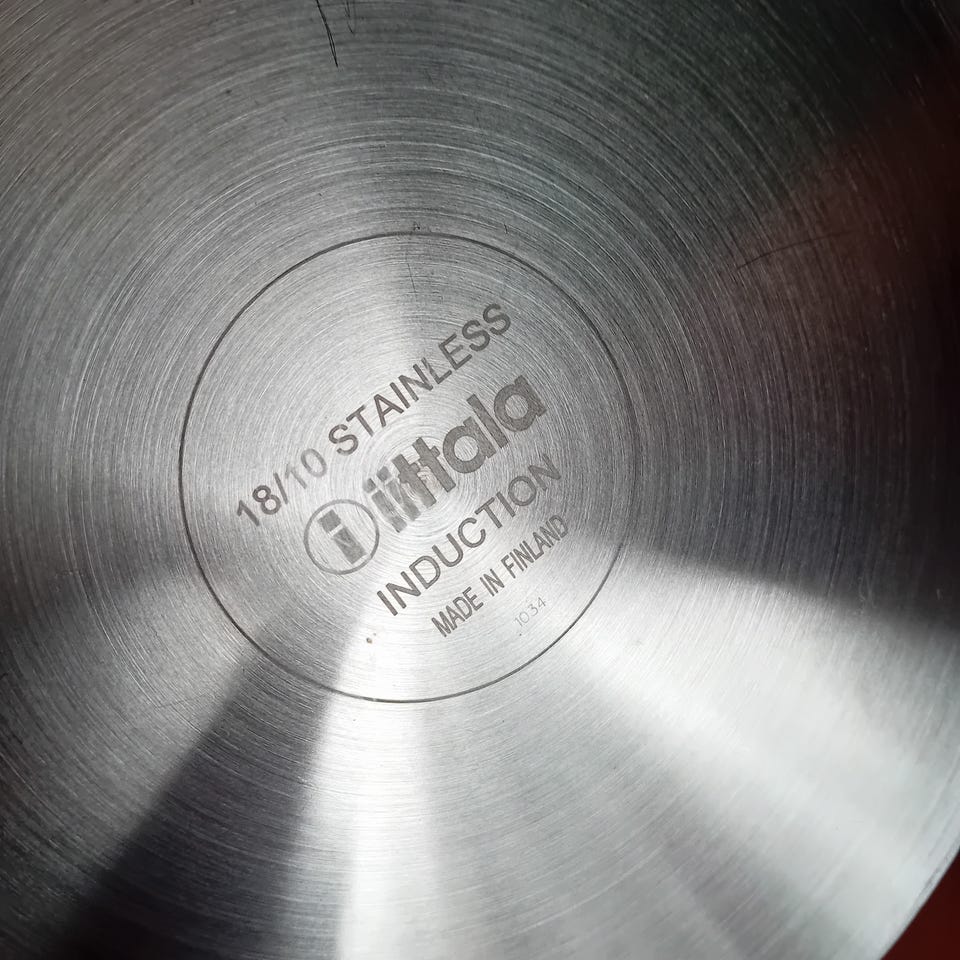 18/10 STAINLESS
i iittala
INDUCTION
MADE IN FINLAND
1034